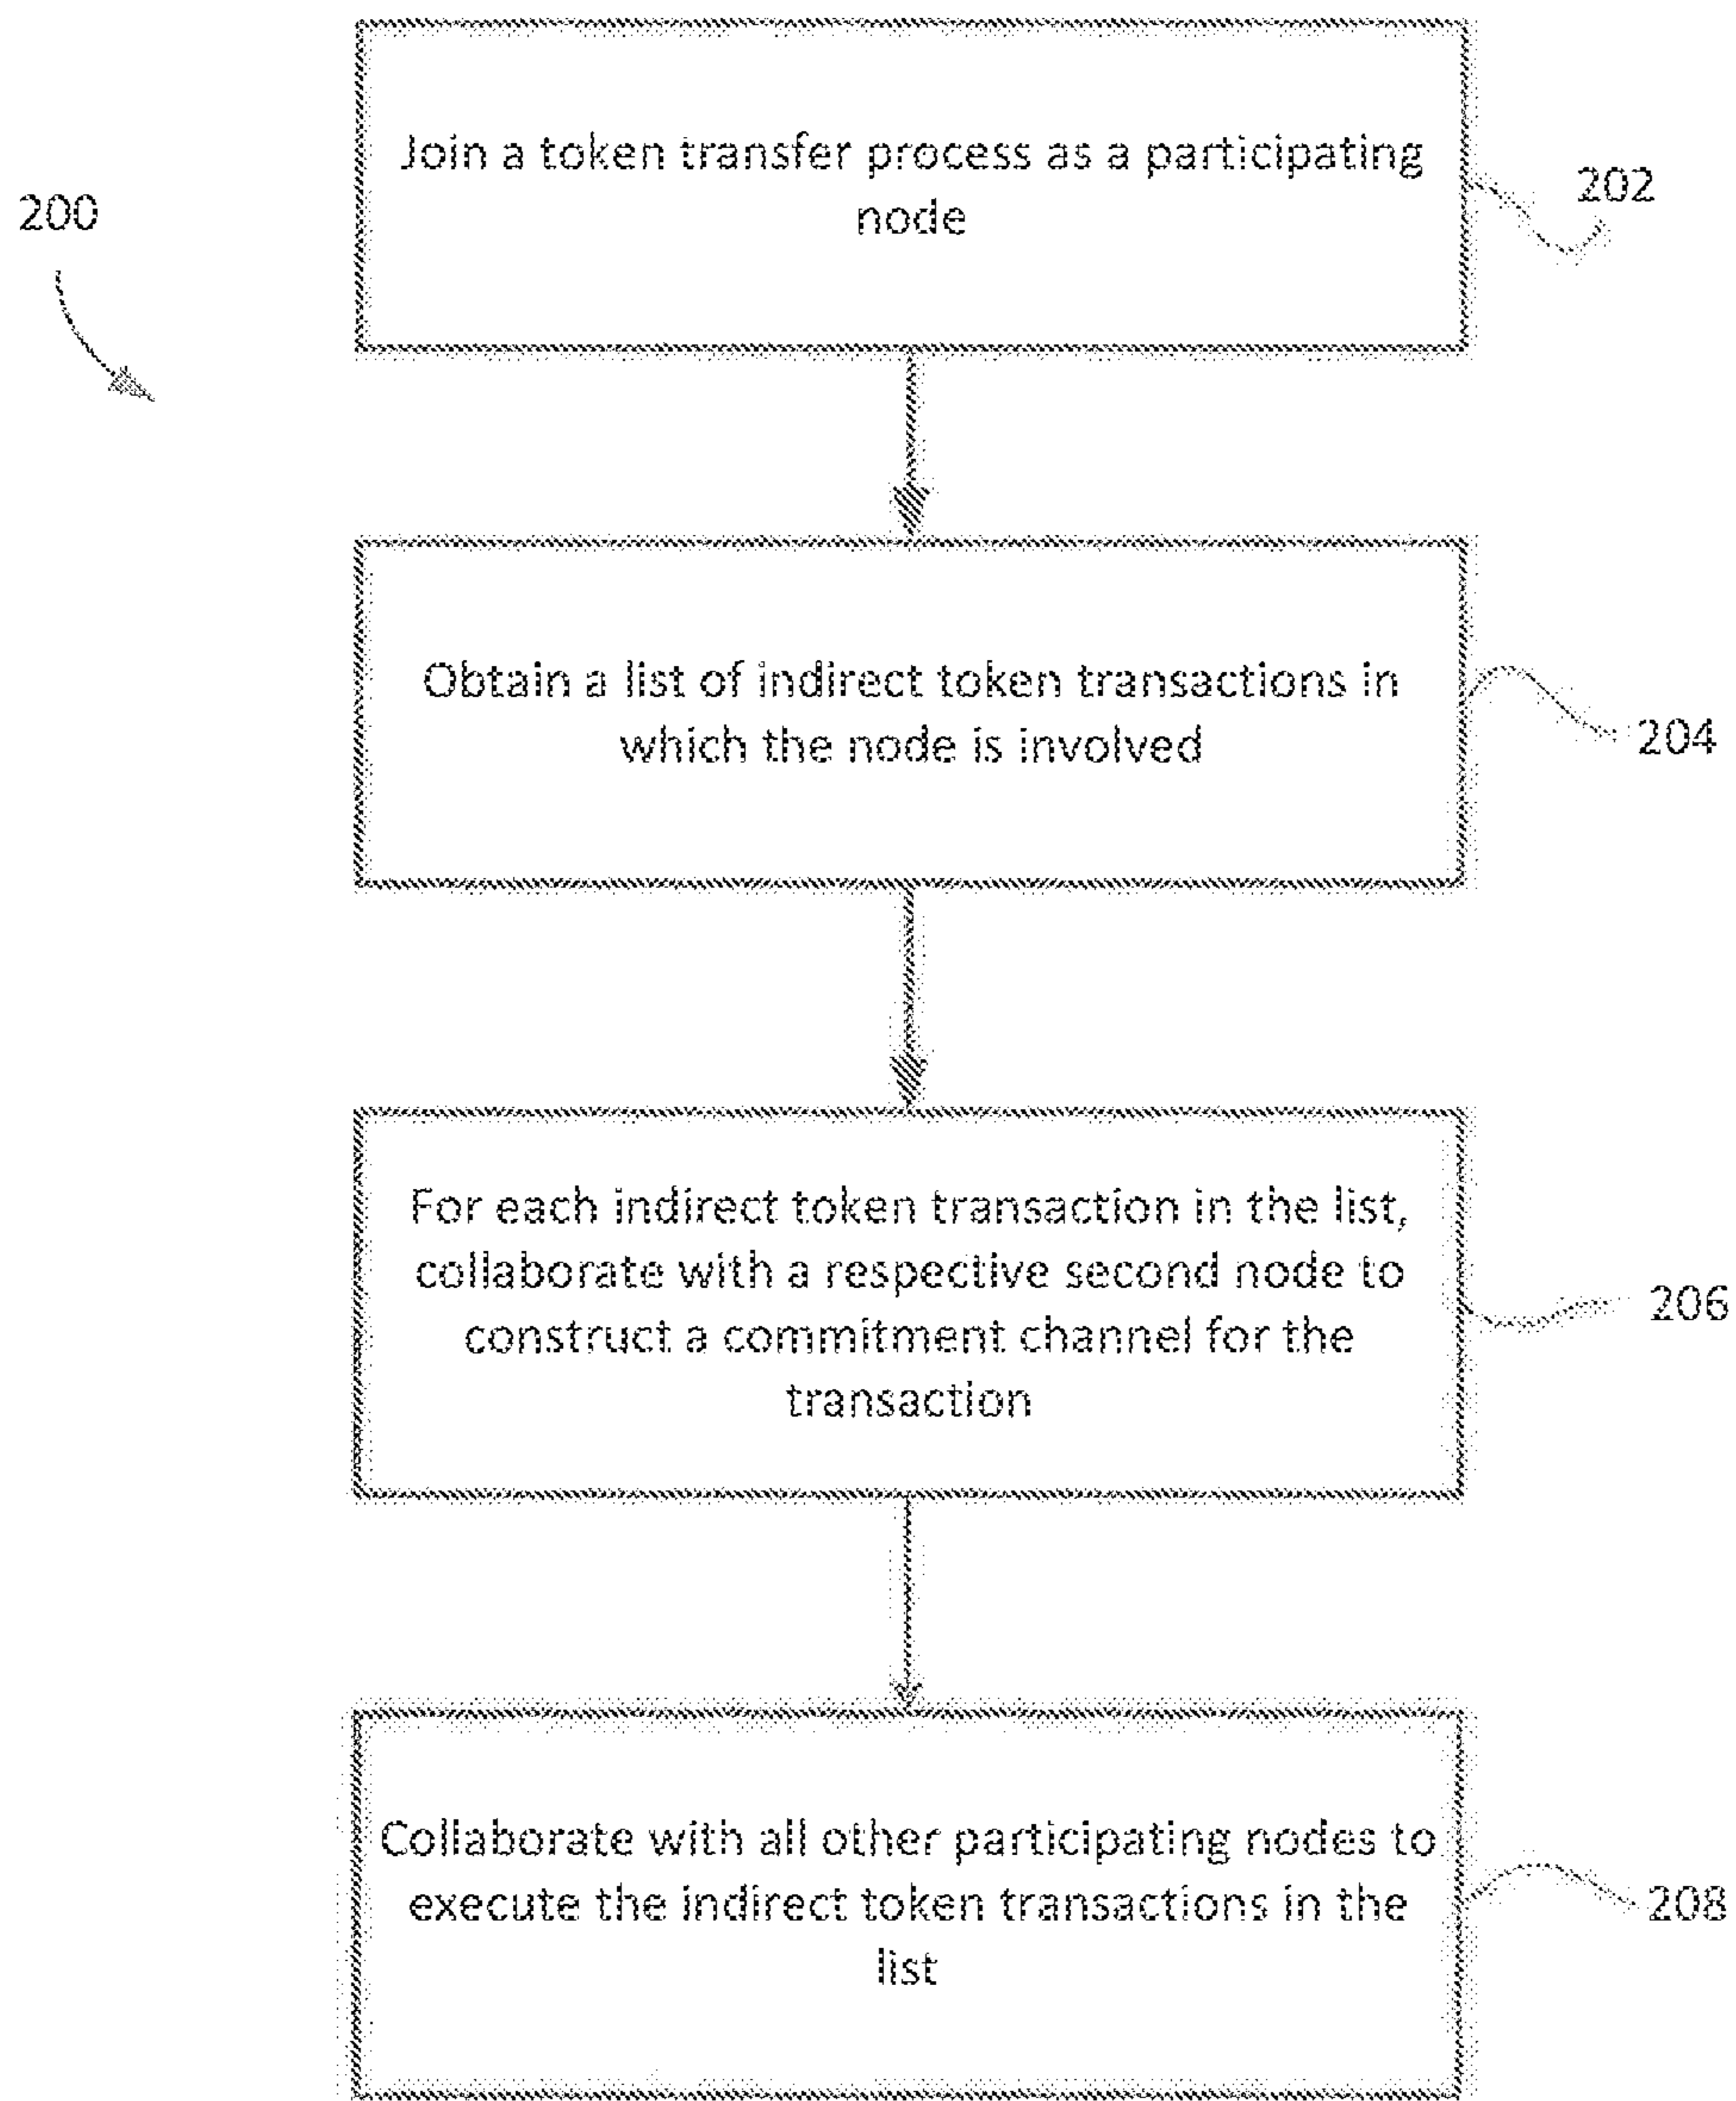 200
Join a token transfer process as a participating
node
202
Obtain a list of indirect token transactions in
which the node is involved
204
For each indirect token transaction in the list,
collaborate with a respective second node to
construct a commitment channel for the
transaction
206
Collaborate with all other participating nodes to
execute the indirect token transactions in the
list
208